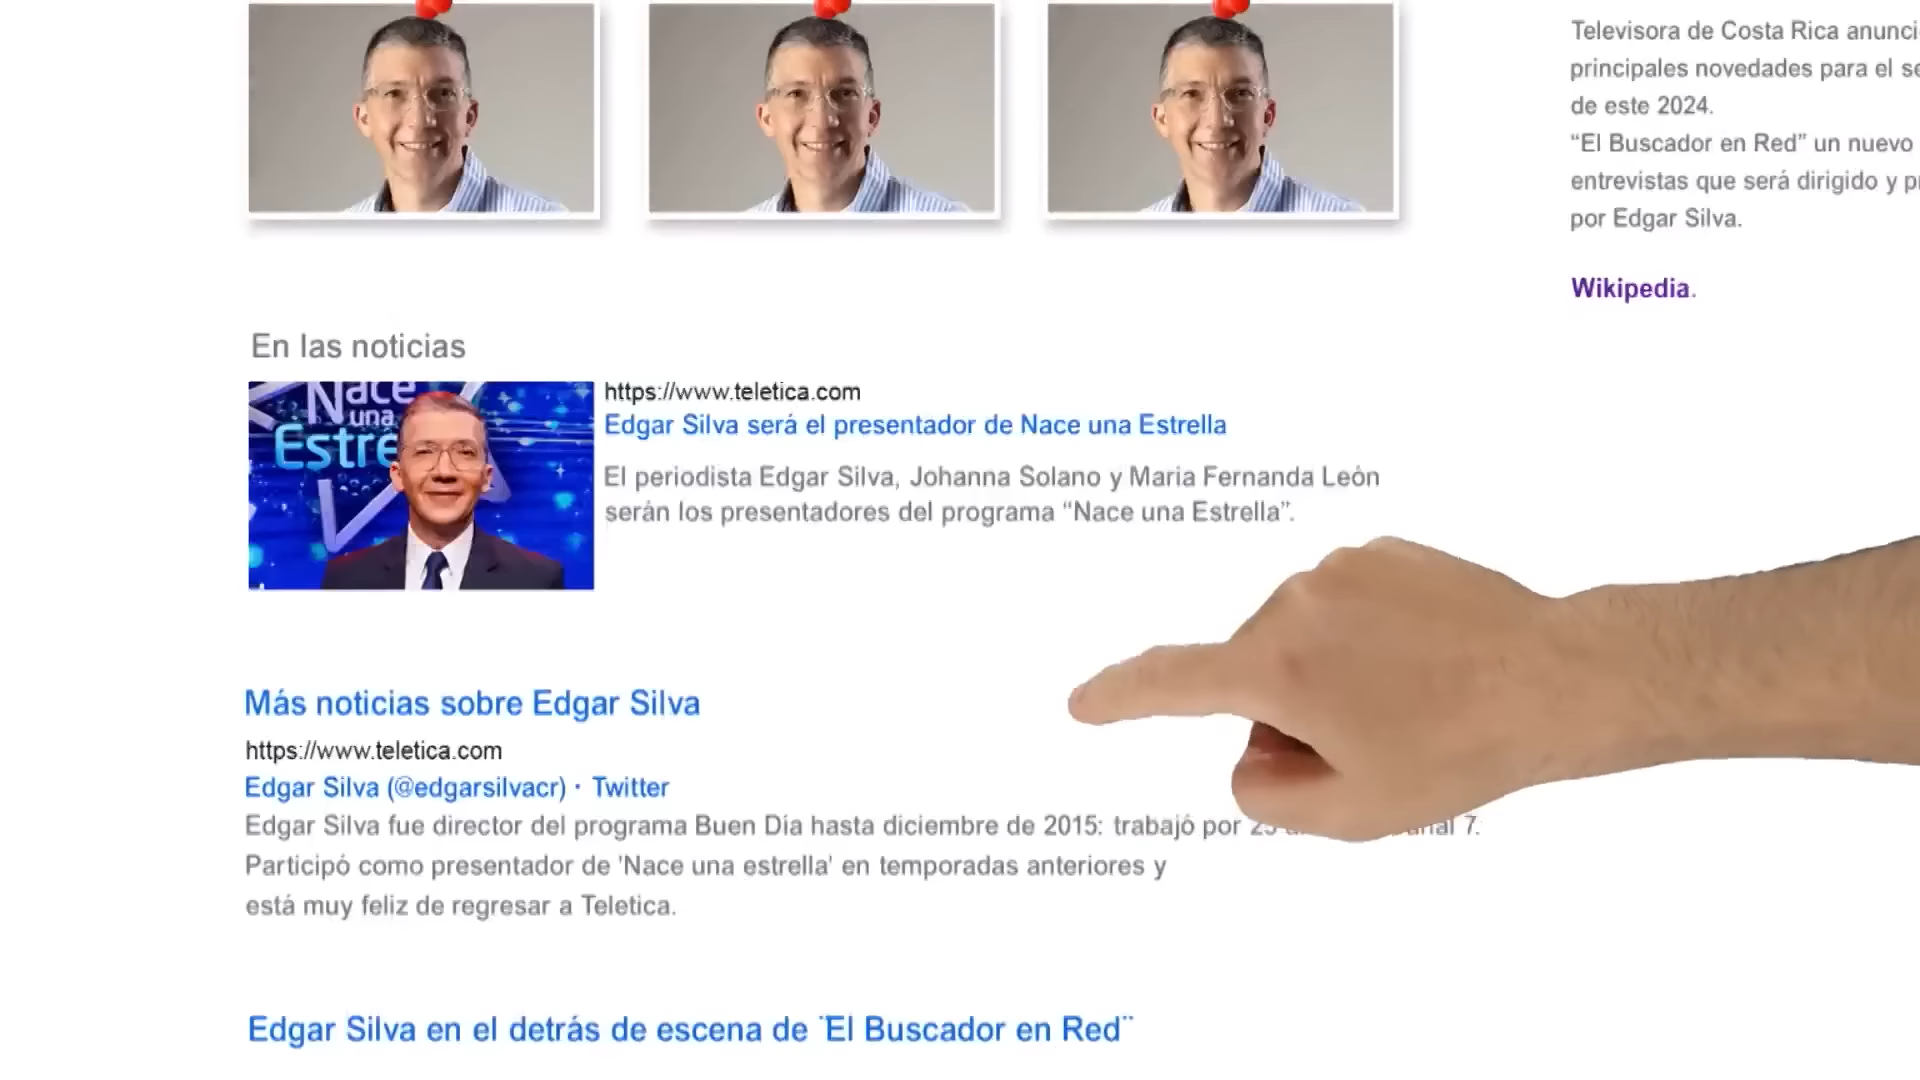 Televisora de Costa Rica
principales novedades para el
de este 2024.
“El Buscador en Red” un nuevo
entrevistas que será dirigido y
por Edgar Silva.
Wikipedia.
En las noticias
Nace
una
https://www.teletica.com
Edgar Silva será el presentador de Nace una Estrella
El periodista Edgar Silva, Johanna Solano y Maria Fernanda León
serán los presentadores del programa “Nace una Estrella”.
Más noticias sobre Edgar Silva
https://www.teletica.com
Edgar Silva (@edgarsilvacr) · Twitter
Edgar Silva fue director del programa Buen Día hasta diciembre de 2015: trabajó por 7.
Participó como presentador de 'Nace una estrella' en temporadas anteriores y
está muy feliz de regresar a Teletica.
Edgar Silva en el detrás de escena de ¨El Buscador en Red¨